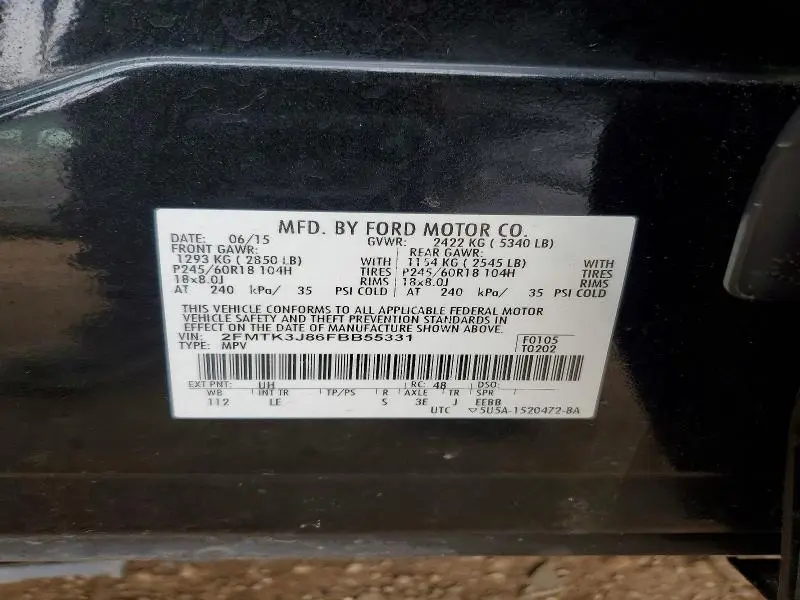 MFD. BY FORD MOTOR CO.
DATE: 06/15 GVWR: 2422 KG ( 5340 LB)
FRONT GAWR: REAR GAWR:
1293 KG ( 2850 LB) WITH 1154 KG ( 2545 LB) WITH
P245/60R18 104H TIRES P245/60R18 104H TIRES
18x8.0J RIMS 18x8.0J RIMS
AT 240 kPa/ 35 PSI COLD AT 240 kPa/ 35 PSI COLD
THIS VEHICLE CONFORMS TO ALL APPLICABLE FEDERAL MOTOR
VEHICLE SAFETY AND THEFT PREVENTION STANDARDS IN
EFFECT ON THE DATE OF MANUFACTURE SHOWN ABOVE.
VIN: 2FMTK3J86FBB55331 F0105
TYPE: MPV T0202
EXT PNT: UH RC: 48 DSO:
WB INT TR TP/PS R AXLE TR SPR
112 LE S 3E J EEBB
UTC ▽5U5A-1520472-BA